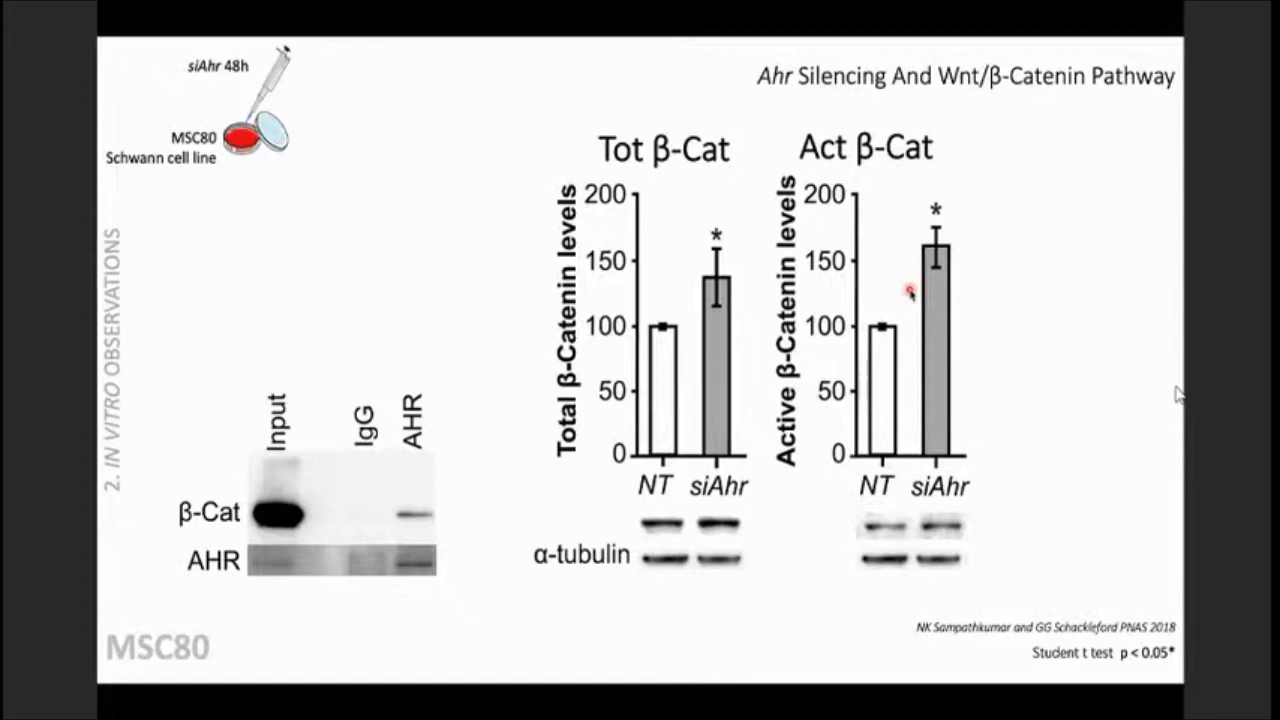 siAhr 48h
MSC80
Schwann cell line
Ahr Silencing And Wnt/β-Catenin Pathway
2. IN VITRO OBSERVATIONS
Input
IgG
AHR
β-Cat
AHR
Tot β-Cat
Total β-Catenin levels
200
150
100
50
0
*
NT siAhr
α-tubulin
Act β-Cat
Active β-Catenin levels
200
150
100
50
0
*
NT siAhr
NK Sampathkumar and GG Schackleford PNAS 2018
Student t test p < 0.05*
MSC80